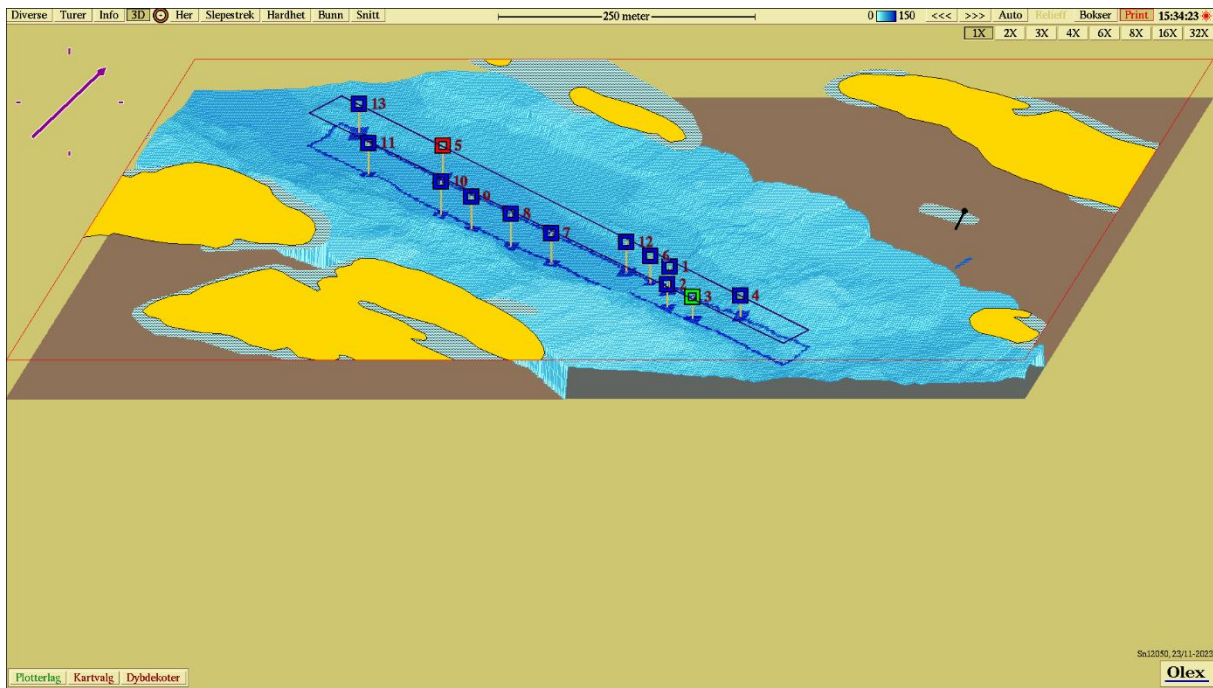 Diverse Turer Info 3D Her Slepestrek Hardhet Bunn Snitt 250 meter 0 150 <<< >>> Auto Relieff Bokser Print 15:34:23
1X 2X 3X 4X 6X 8X 16X 32X
13
11
5
10
9
8
7
12
6
1
2
3
4
Sn12050, 23/11-2023
Plotterlag Kartvalg Dybdekoter
Olex